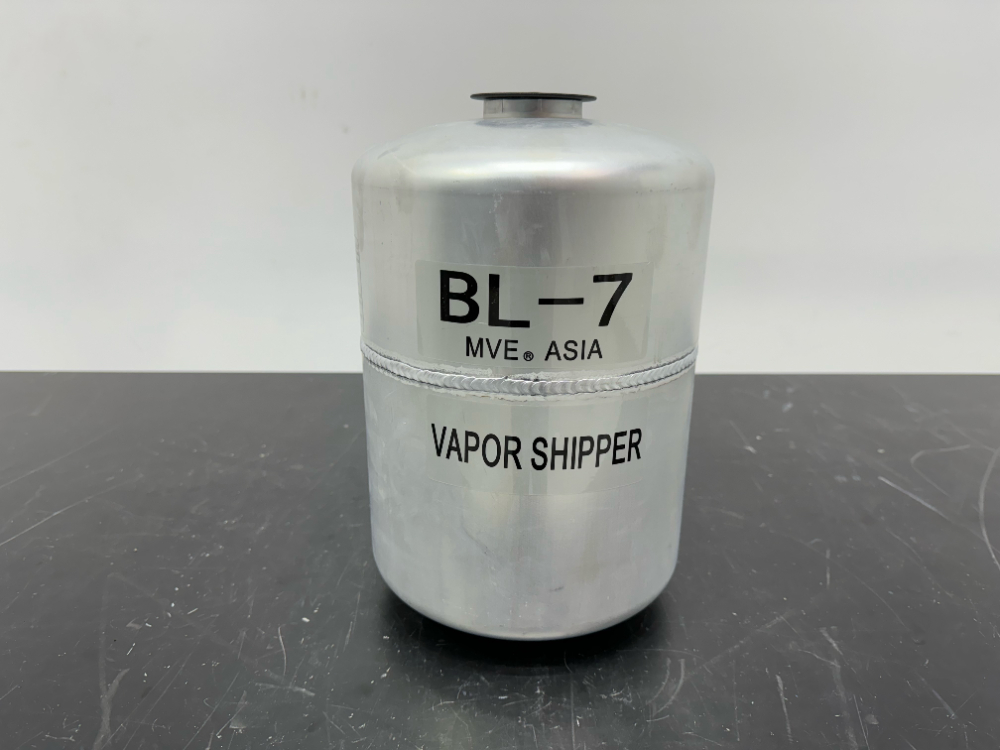 BL-7
MVE® ASIA
VAPOR SHIPPER